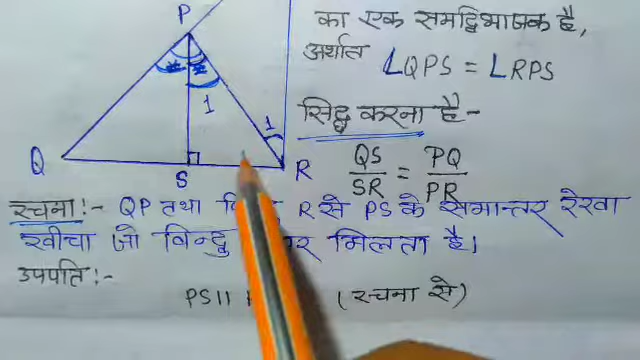 P
का एक समद्विभाजक है,
अर्थात ∠QPS = ∠RPS
1
1
सिद्ध करना है-
Q
S
R
QS/SR = PQ/PR
रचना!- QP तथा R से PS के समान्तर रेखा
खींचा जो बिन्दु पर मिलता है।
उपपति!-
PS||
(रचना से)